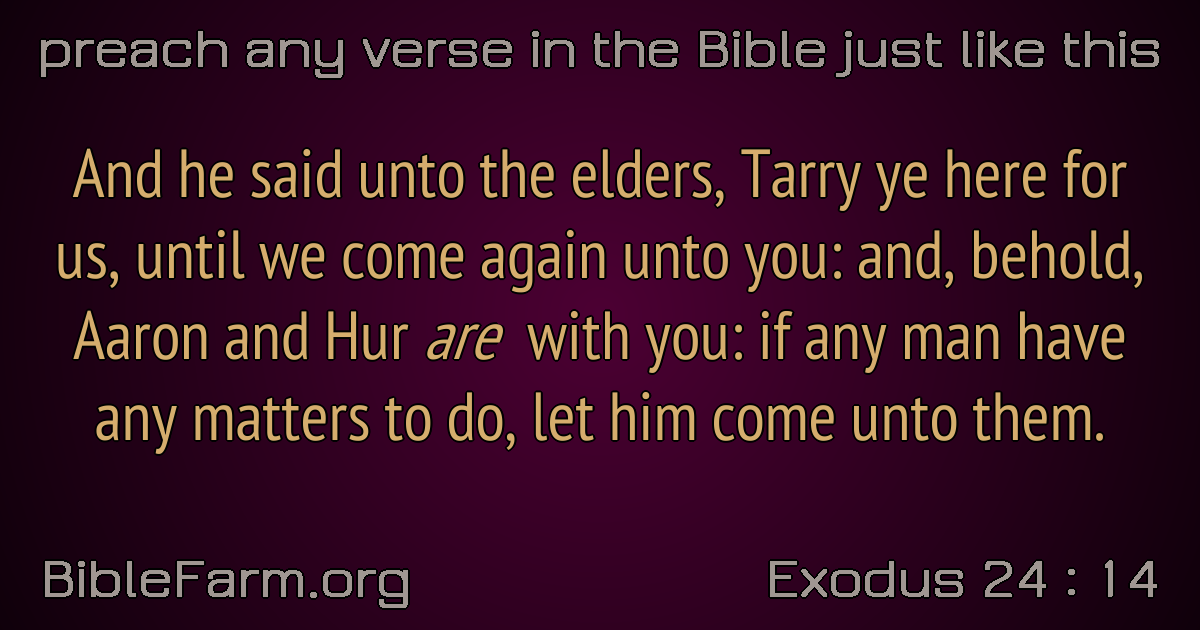 preach any verse in the Bible just like this
And he said unto the elders, Tarry ye here for
us, until we come again unto you: and, behold,
Aaron and Hur are with you: if any man have
any matters to do, let him come unto them.
BibleFarm.org
Exodus 24 : 14